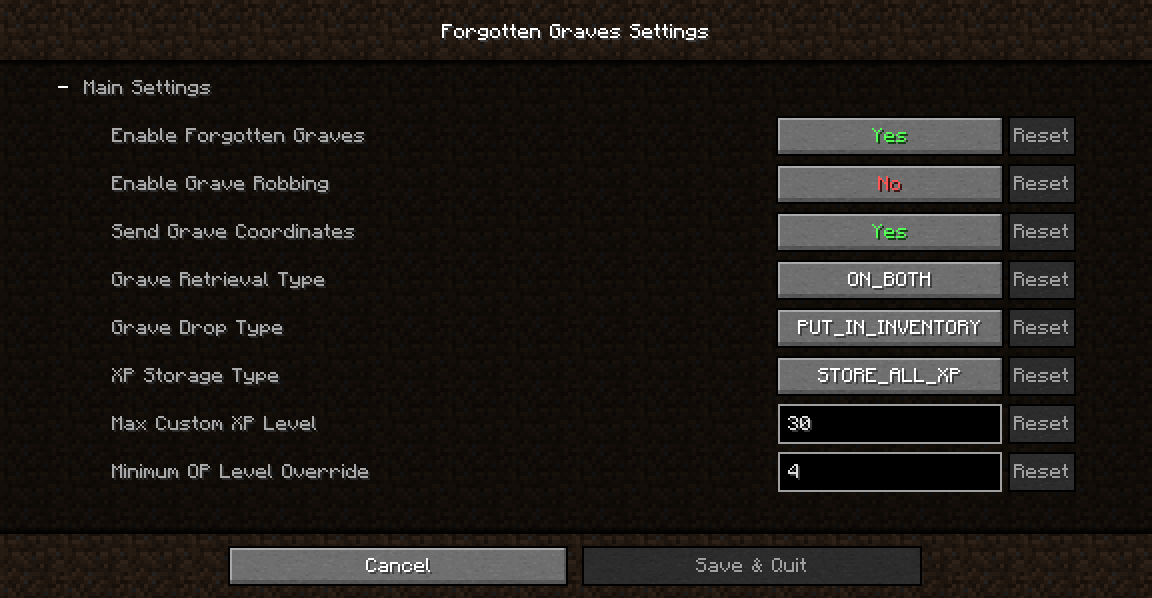 Forgotten Graves Settings
- Main Settings
Enable Forgotten Graves Yes Reset
Enable Grave Robbing No Reset
Send Grave Coordinates Yes Reset
Grave Retrieval Type ON_BOTH Reset
Grave Drop Type PUT_IN_INVENTORY Reset
XP Storage Type STORE_ALL_XP Reset
Max Custom XP Level 30 Reset
Minimum OP Level Override 4 Reset
Cancel Save & Quit